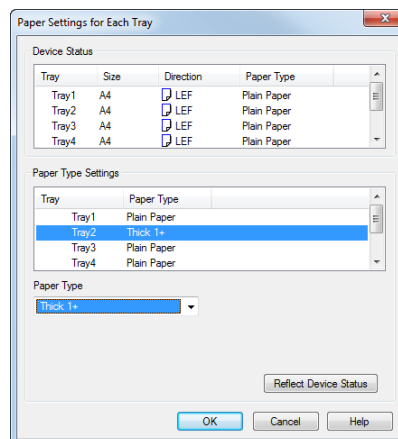 Paper Settings for Each Tray
Device Status
Tray Size Direction Paper Type
Tray1 A4 LEF Plain Paper
Tray2 A4 LEF Plain Paper
Tray3 A4 LEF Plain Paper
Tray4 A4 LEF Plain Paper
Paper Type Settings
Tray Paper Type
Tray1 Plain Paper
Tray2 Thick 1+
Tray3 Plain Paper
Tray4 Plain Paper
Paper Type
Thick 1+
Reflect Device Status
OK Cancel Help